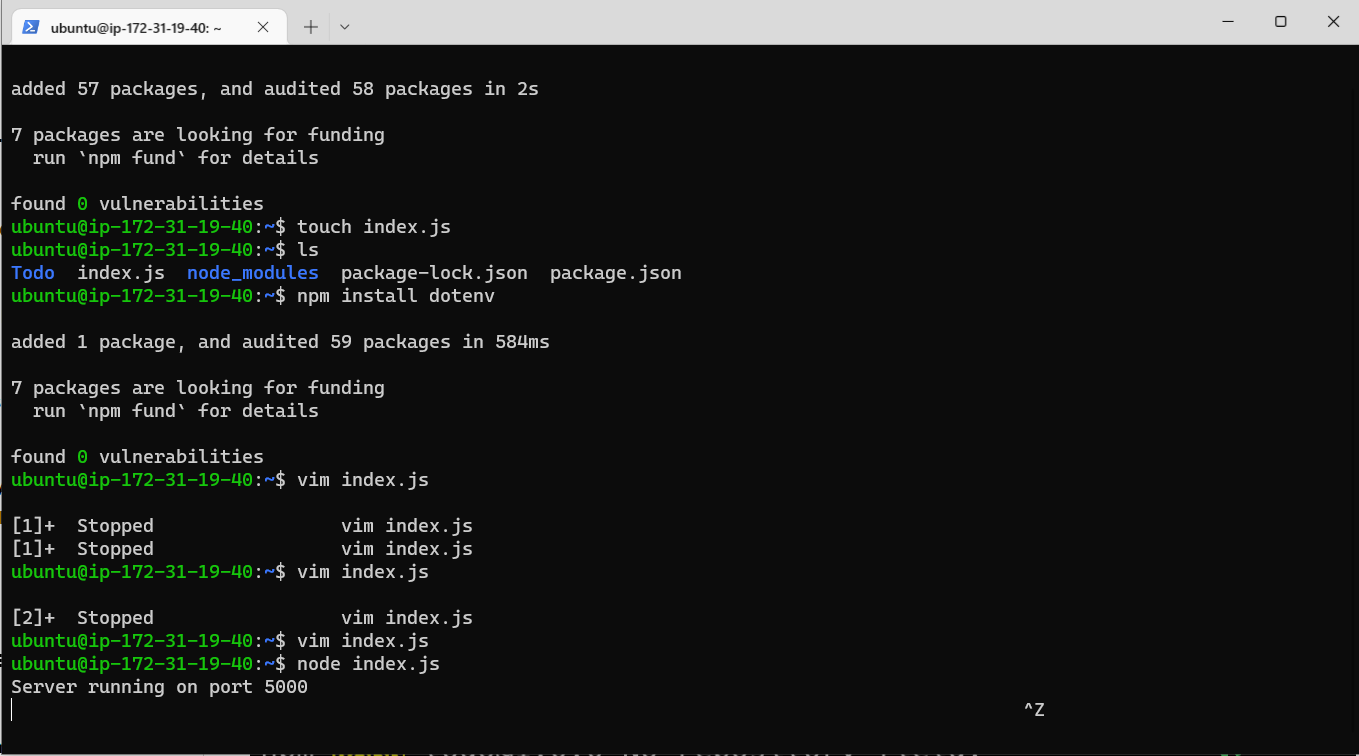 ubuntu@ip-172-31-19-40: ~
added 57 packages, and audited 58 packages in 2s
7 packages are looking for funding
  run `npm fund` for details
found 0 vulnerabilities
ubuntu@ip-172-31-19-40:~$ touch index.js
ubuntu@ip-172-31-19-40:~$ ls
Todo  index.js  node_modules  package-lock.json  package.json
ubuntu@ip-172-31-19-40:~$ npm install dotenv
added 1 package, and audited 59 packages in 584ms
7 packages are looking for funding
  run `npm fund` for details
found 0 vulnerabilities
ubuntu@ip-172-31-19-40:~$ vim index.js
[1]+  Stopped                 vim index.js
[1]+  Stopped                 vim index.js
ubuntu@ip-172-31-19-40:~$ vim index.js
[2]+  Stopped                 vim index.js
ubuntu@ip-172-31-19-40:~$ vim index.js
ubuntu@ip-172-31-19-40:~$ node index.js
Server running on port 5000
^Z